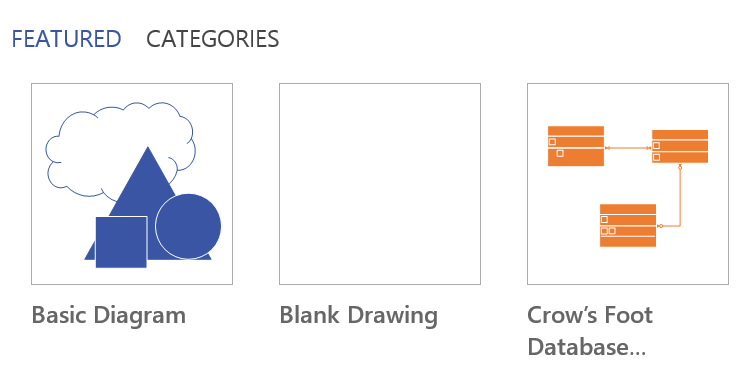 FEATURED CATEGORIES
Basic Diagram Blank Drawing Crow’s Foot
Database...